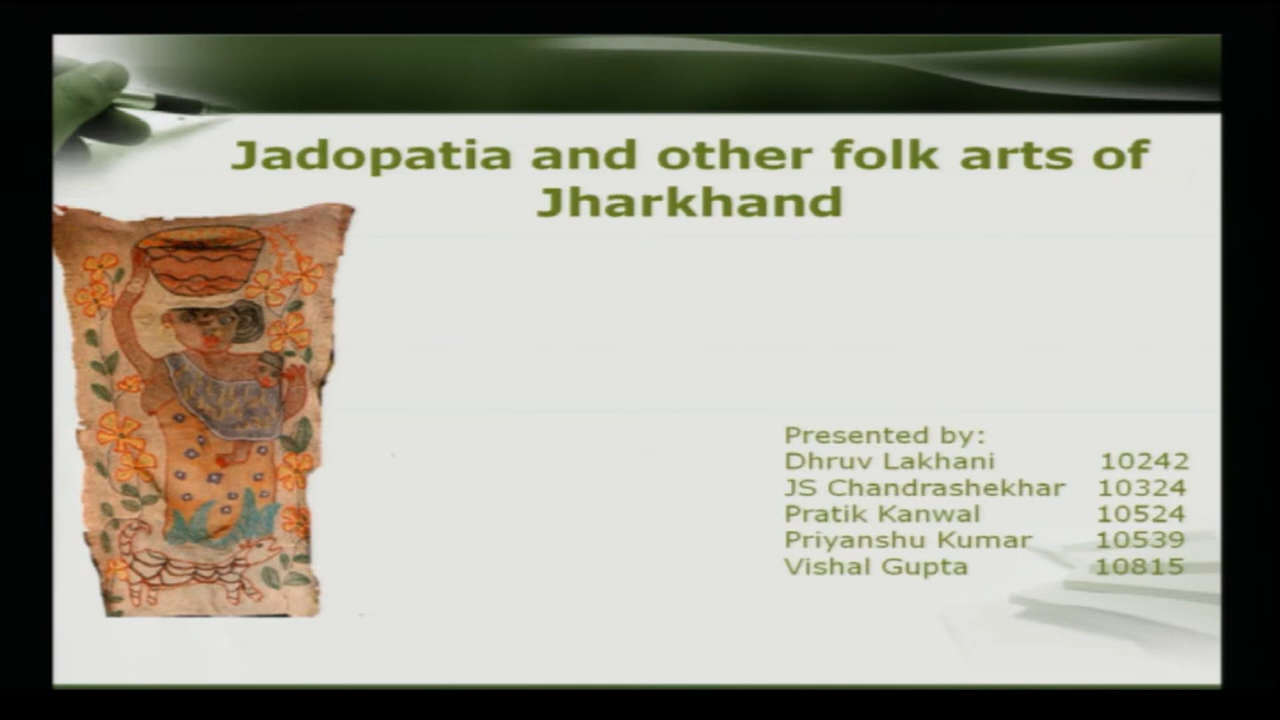 Jadopatia and other folk arts of
Jharkhand
Presented by:
Dhruv Lakhani 10242
JS Chandrashekhar 10324
Pratik Kanwal 10524
Priyanshu Kumar 10539
Vishal Gupta 10815